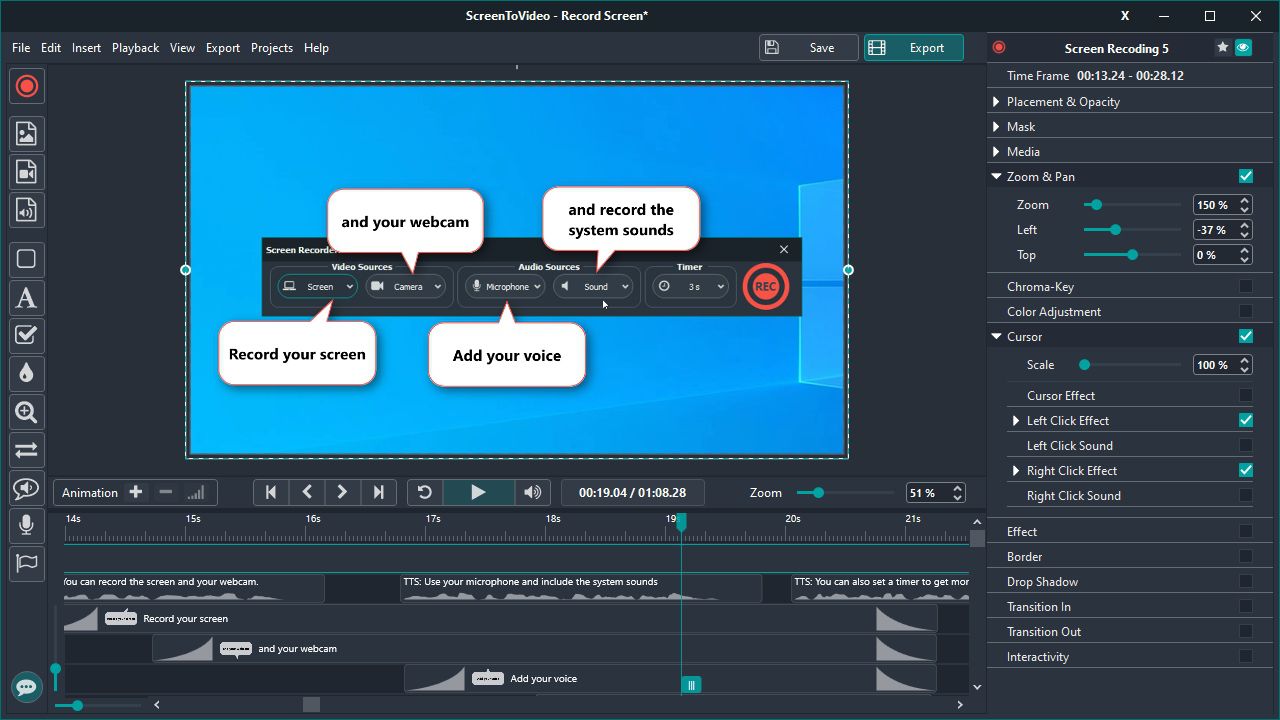 ScreenToVideo - Record Screen*
X
File Edit Insert Playback View Export Projects Help
Save
Export
Screen Recoding 5
Time Frame 00:13.24 - 00:28.12
Placement & Opacity
Mask
Media
Zoom & Pan
Zoom 150 %
Left -37 %
Top 0 %
Chroma-Key
Color Adjustment
Cursor
Scale 100 %
Cursor Effect
Left Click Effect
Left Click Sound
Right Click Effect
Right Click Sound
Effect
Border
Drop Shadow
Transition In
Transition Out
Interactivity
and your webcam
and record the
system sounds
Screen Recorder
Video Sources
Audio Sources
Timer
Screen
Camera
Microphone
Sound
3 s
REC
Record your screen
Add your voice
A
Animation
00:19.04 / 01:08.28
Zoom
51 %
14s 15s 16s 17s 18s 19s 20s 21s
You can record the screen and your webcam.
TTS: Use your microphone and include the system sounds
TTS: You can also set a timer to get mor
Record your screen
and your webcam
Add your voice